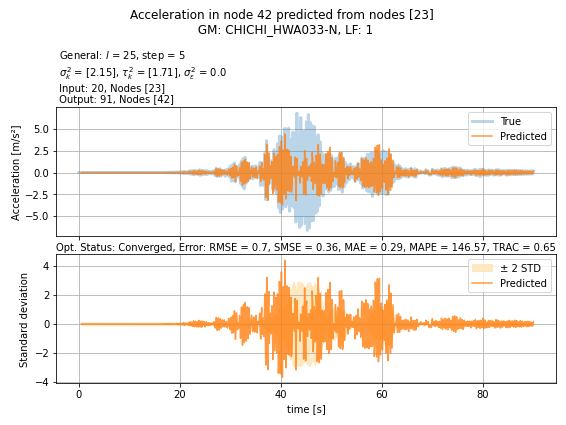 Acceleration in node 42 predicted from nodes [23]
GM: CHICHI_HWA033-N, LF: 1
General: l = 25, step = 5
σ²ₖ = [2.15], τ²ₖ = [1.71], σ²ε = 0.0
Input: 20, Nodes [23]
Output: 91, Nodes [42]
Acceleration [m/s²]
5.0
2.5
0.0
−2.5
−5.0
True
Predicted
Opt. Status: Converged, Error: RMSE = 0.7, SMSE = 0.36, MAE = 0.29, MAPE = 146.57, TRAC = 0.65
Standard deviation
4
2
0
−2
−4
± 2 STD
Predicted
0
20
40
60
80
time [s]